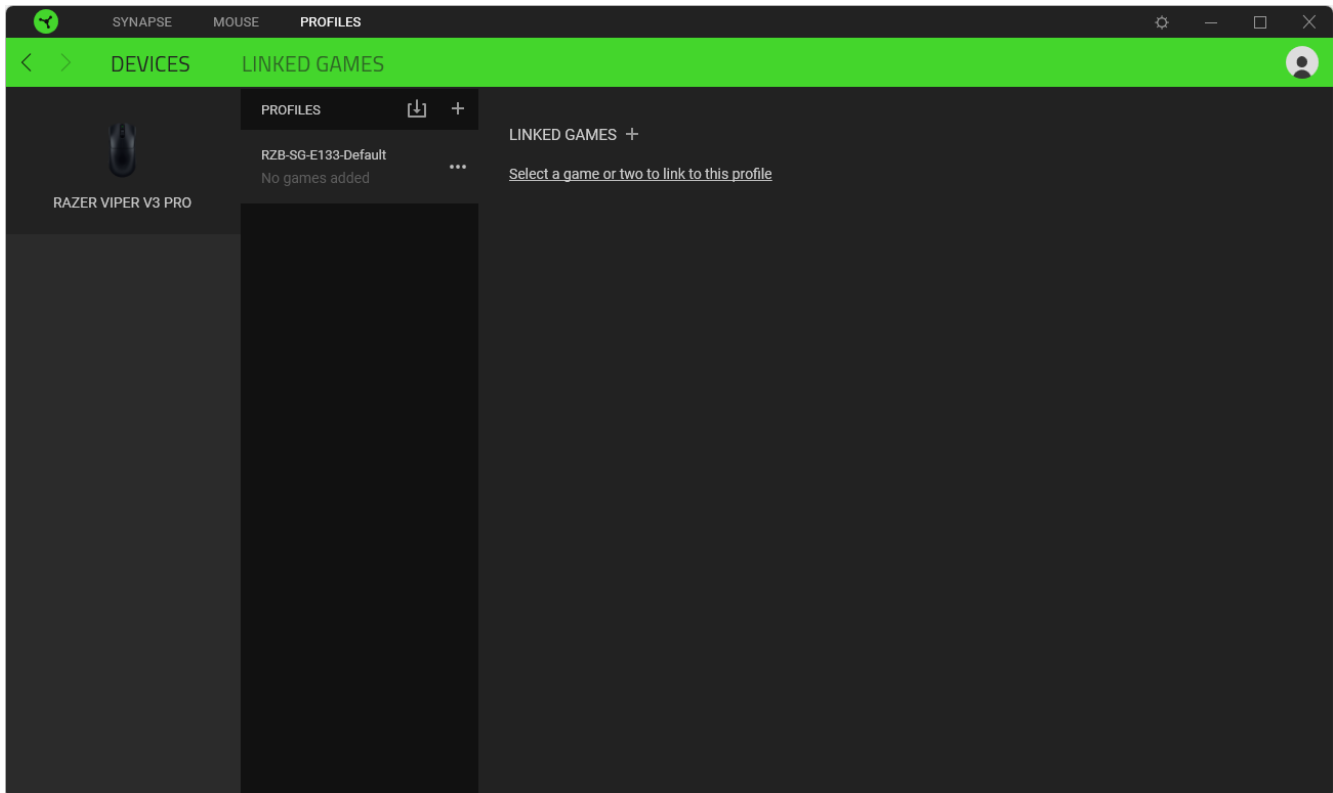 SYNAPSE MOUSE PROFILES
DEVICES LINKED GAMES
RAZER VIPER V3 PRO
PROFILES
RZB-SG-E133-Default
No games added
LINKED GAMES
Select a game or two to link to this profile